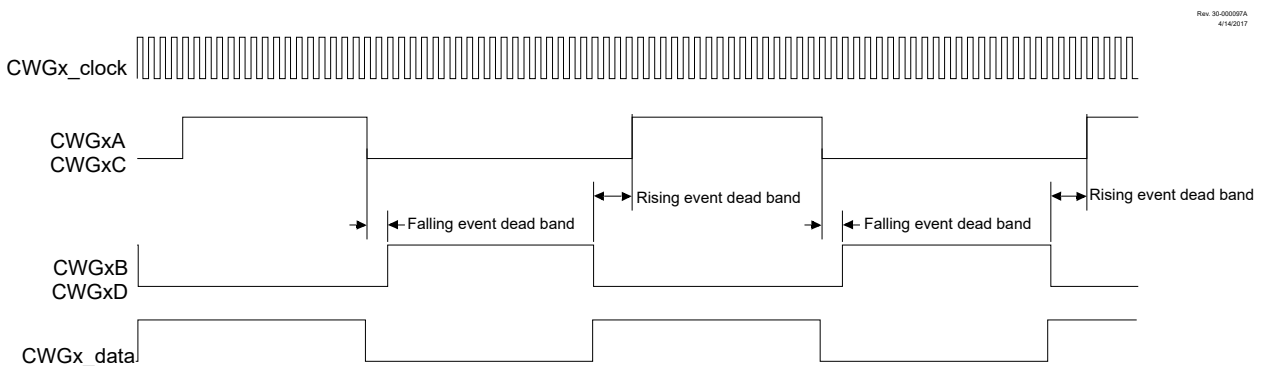 Rev. 30-000097A
4/14/2017
CWGx_clock
CWGxA
CWGxC
Rising event dead band
Rising event dead band
Falling event dead band
Falling event dead band
CWGxB
CWGxD
CWGx_data